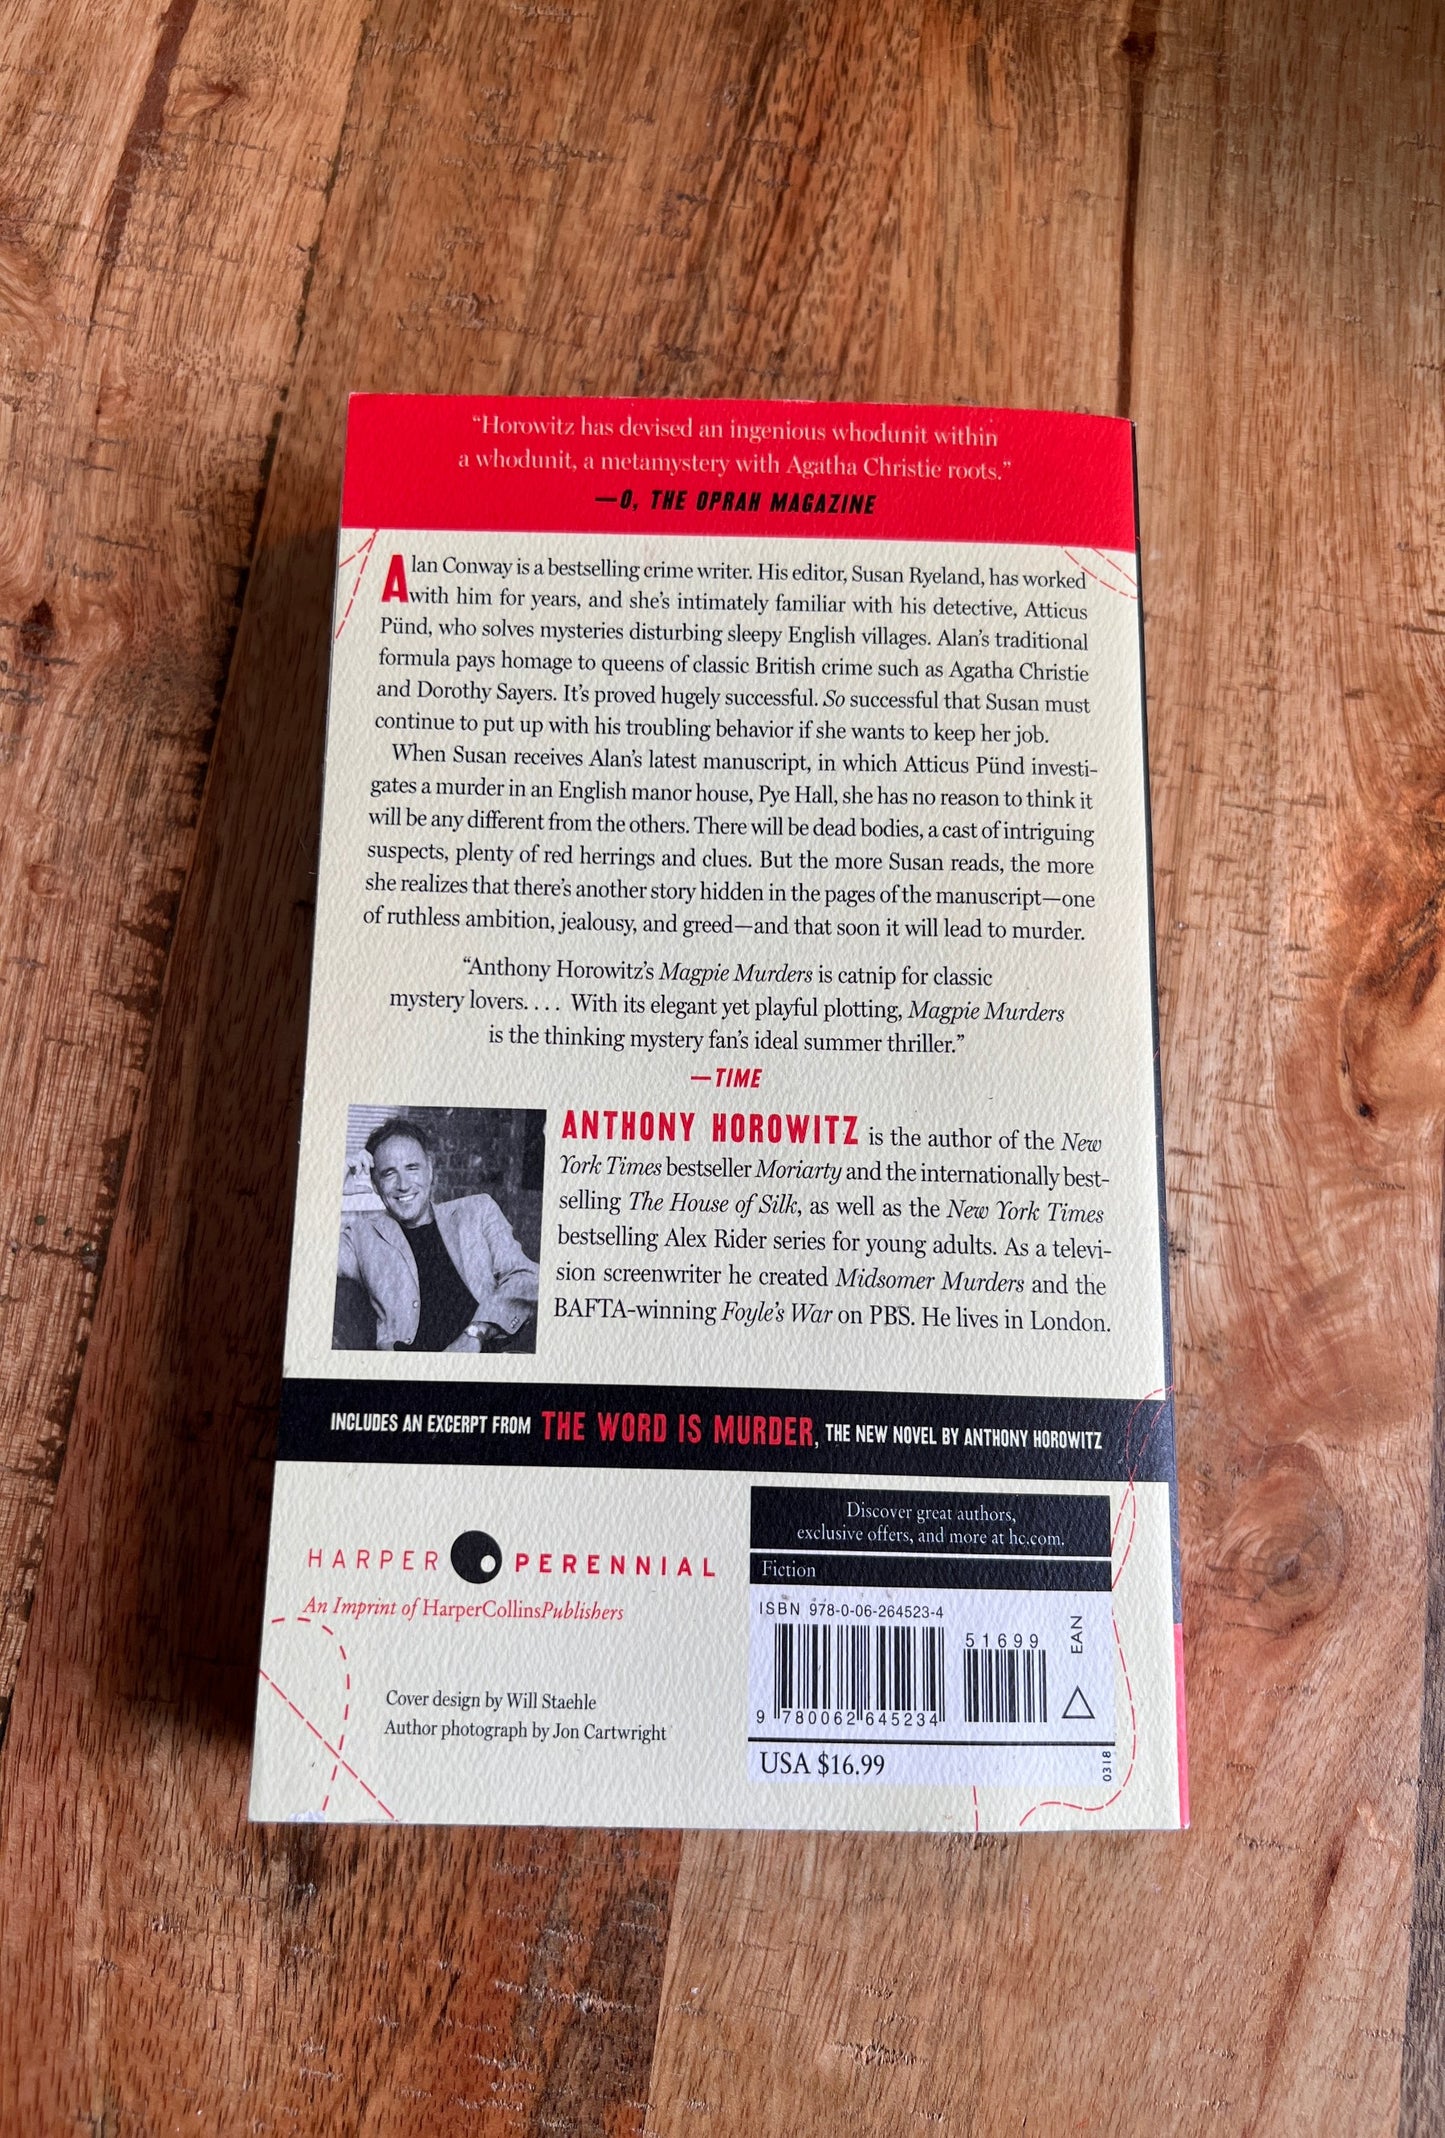 “Horowitz has devised an ingenious whodunit within
a whodunit, a metamystery with Agatha Christie roots.”
—O, THE OPRAH MAGAZINE
Alan Conway is a bestselling crime writer. His editor, Susan Ryeland, has worked
with him for years, and she’s intimately familiar with his detective, Atticus
Pünd, who solves mysteries disturbing sleepy English villages. Alan’s traditional
formula pays homage to queens of classic British crime such as Agatha Christie
and Dorothy Sayers. It’s proved hugely successful. So successful that Susan must
continue to put up with his troubling behavior if she wants to keep her job.
When Susan receives Alan’s latest manuscript, in which Atticus Pünd investi-
gates a murder in an English manor house, Pye Hall, she has no reason to think it
will be any different from the others. There will be dead bodies, a cast of intriguing
suspects, plenty of red herrings and clues. But the more Susan reads, the more
she realizes that there’s another story hidden in the pages of the manuscript—one
of ruthless ambition, jealousy, and greed—and that soon it will lead to murder.
“Anthony Horowitz’s Magpie Murders is catnip for classic
mystery lovers. . . . With its elegant yet playful plotting, Magpie Murders
is the thinking mystery fan’s ideal summer thriller.”
—TIME
ANTHONY HOROWITZ is the author of the New
York Times bestseller Moriarty and the internationally best-
selling The House of Silk, as well as the New York Times
bestselling Alex Rider series for young adults. As a televi-
sion screenwriter he created Midsomer Murders and the
BAFTA-winning Foyle’s War on PBS. He lives in London.
INCLUDES AN EXCERPT FROM THE WORD IS MURDER, THE NEW NOVEL BY ANTHONY HOROWITZ
HARPER PERENNIAL
An Imprint of HarperCollinsPublishers
Cover design by Will Staehle
Author photograph by Jon Cartwright
Discover great authors,
exclusive offers, and more at hc.com.
Fiction
ISBN 978-0-06-264523-4
51699
EAN
9 780062 645234
USA $16.99
0318